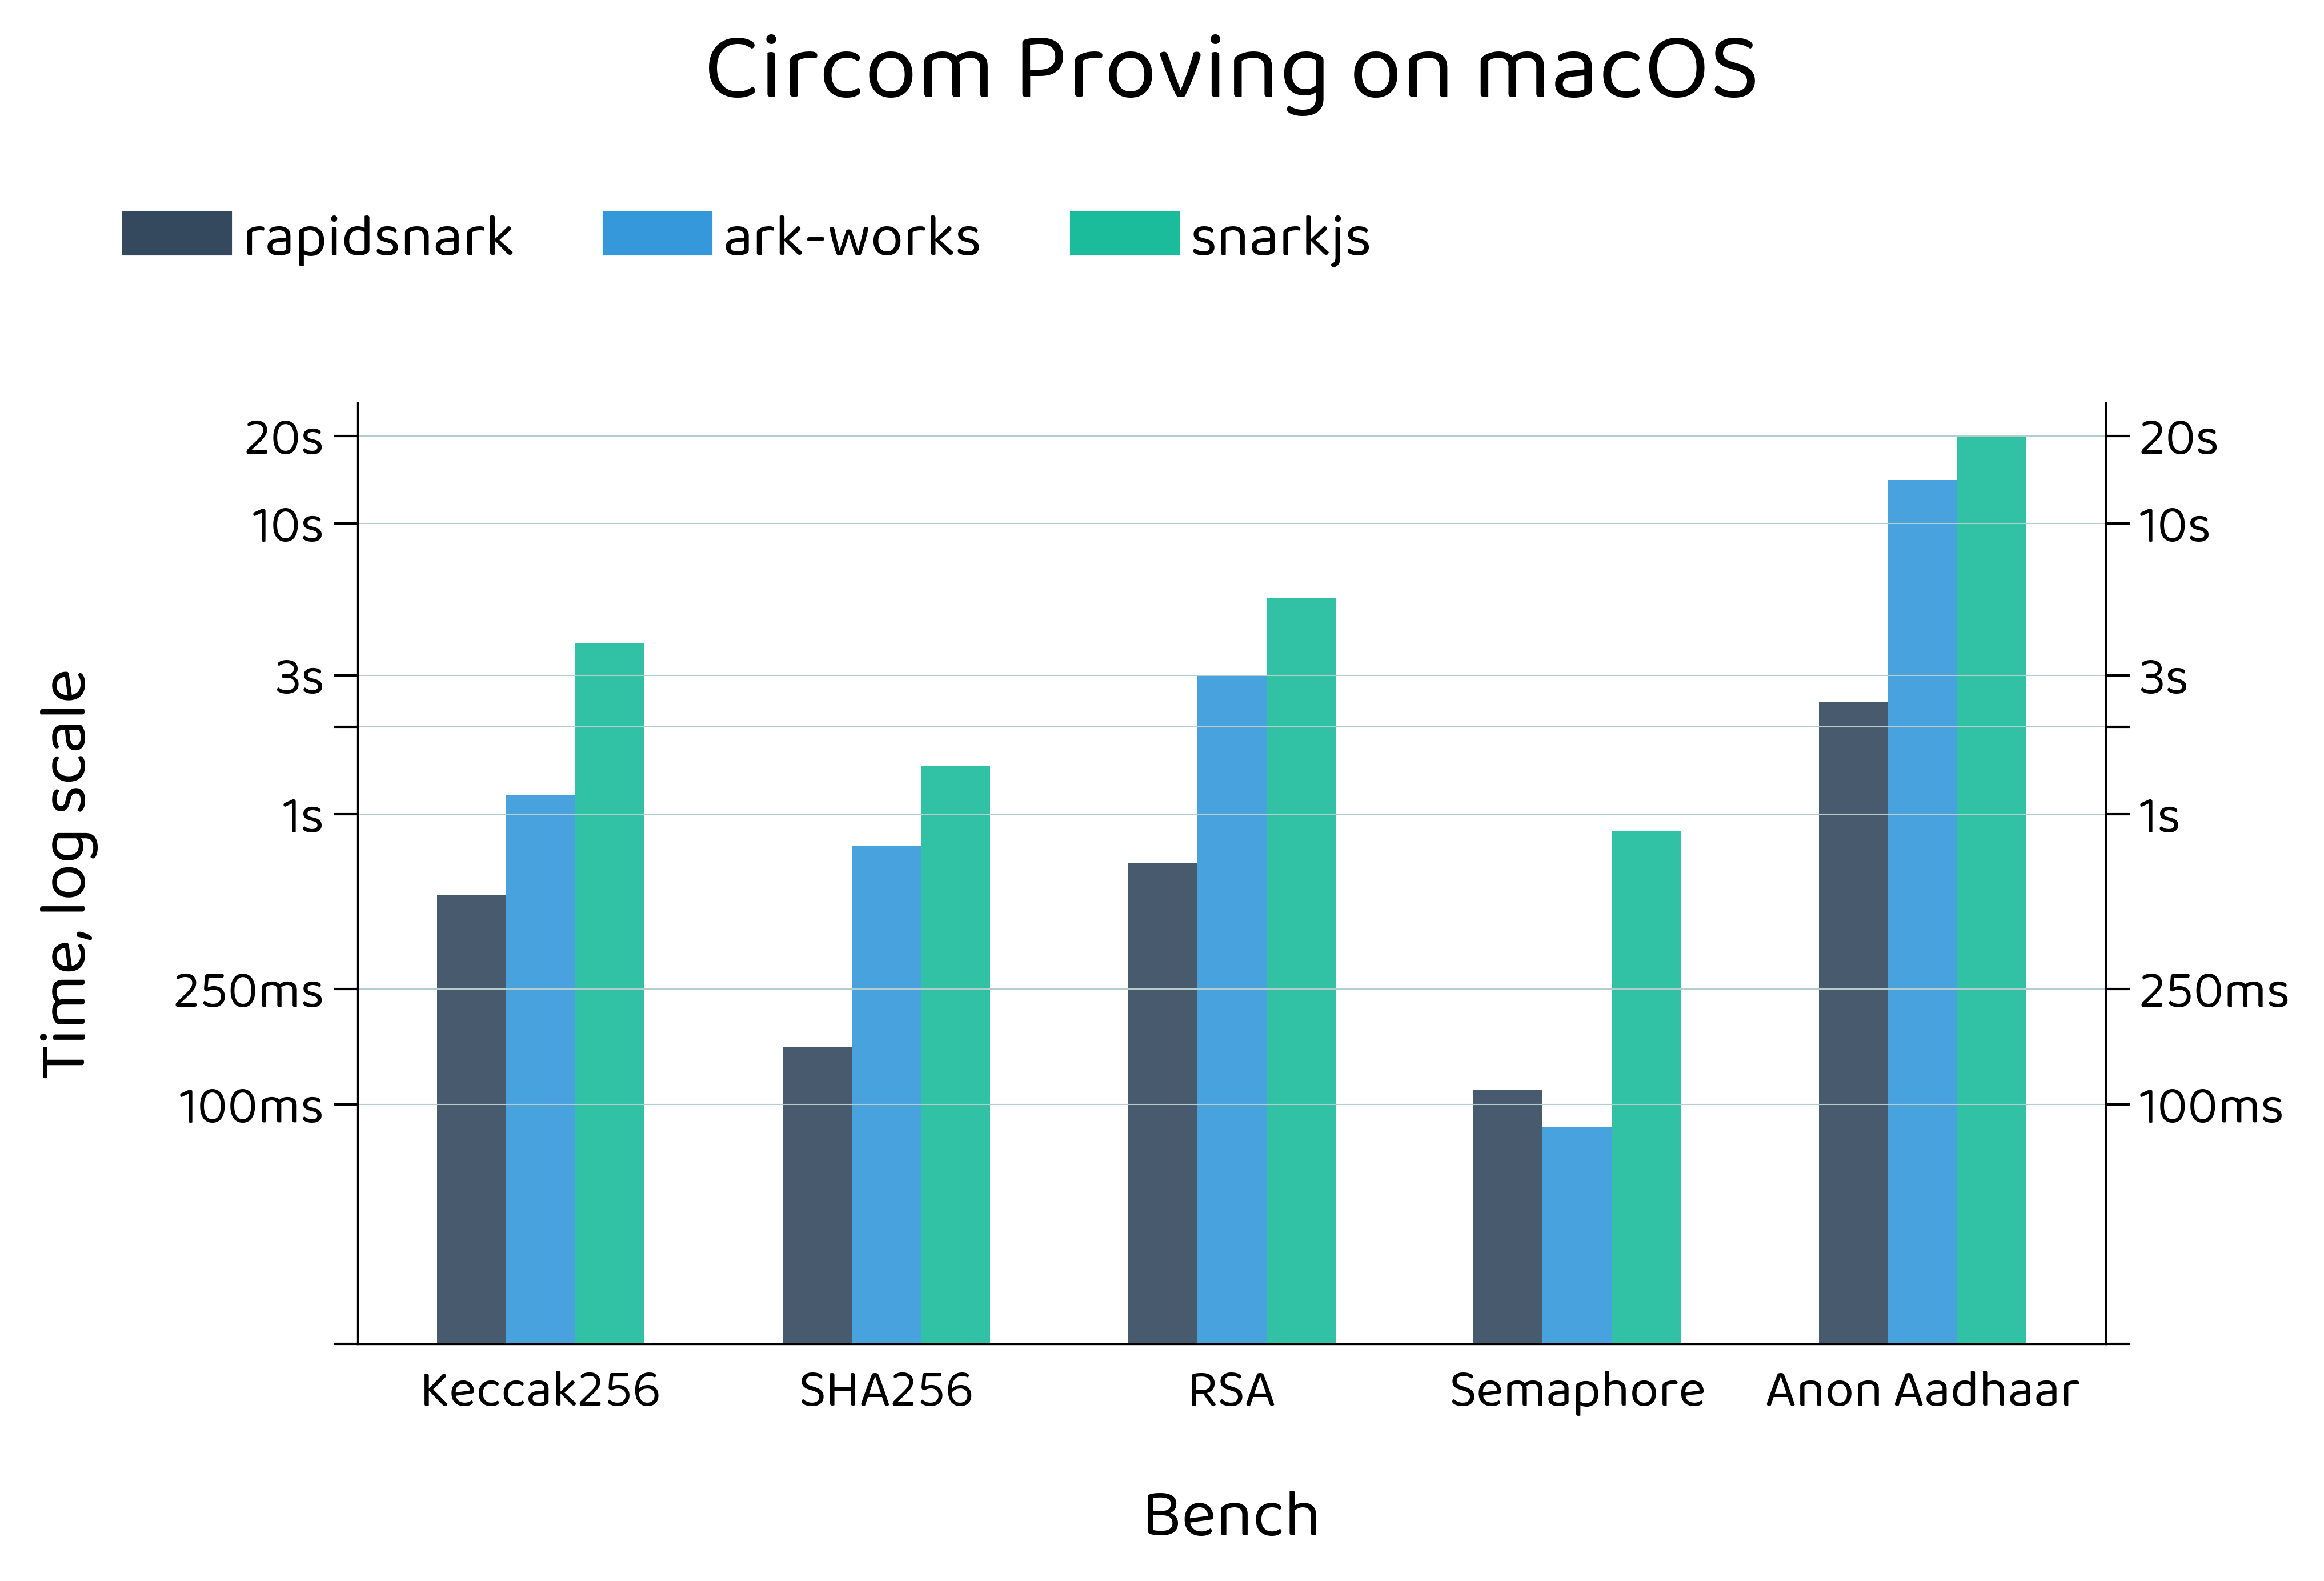 Circom Proving on macOS
rapidsnark ark-works snarkjs
20s 20s
10s 10s
3s 3s
1s 1s
250ms 250ms
100ms 100ms
Time, log scale
Keccak256 SHA256 RSA Semaphore Anon Aadhaar
Bench